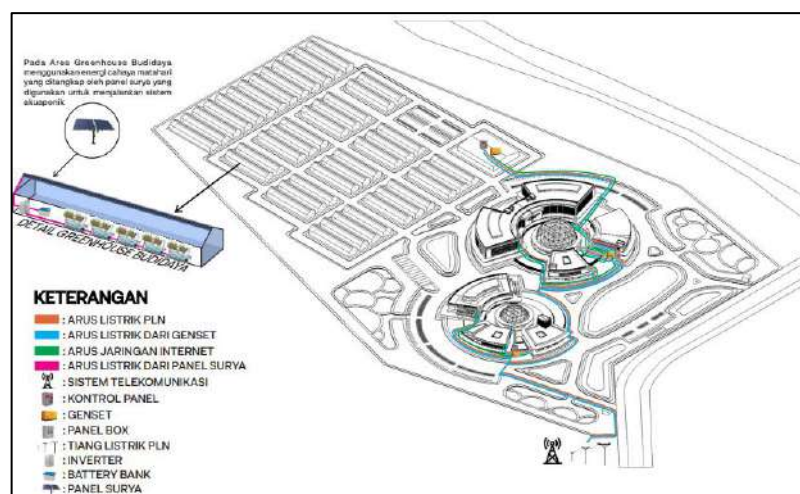 Pada Area Greenhouse Budidaya
menggunakan energi cahaya matahari
yang ditangkap oleh panel surya yang
digunakan untuk menjalankan sistem
akuaponik
DETAIL GREENHOUSE BUDIDAYA
KETERANGAN
: ARUS LISTRIK PLN
: ARUS LISTRIK DARI GENSET
: ARUS JARINGAN INTERNET
: ARUS LISTRIK DARI PANEL SURYA
: SISTEM TELEKOMUNIKASI
: KONTROL PANEL
: GENSET
: PANEL BOX
: TIANG LISTRIK PLN
: INVERTER
: BATTERY BANK
: PANEL SURYA